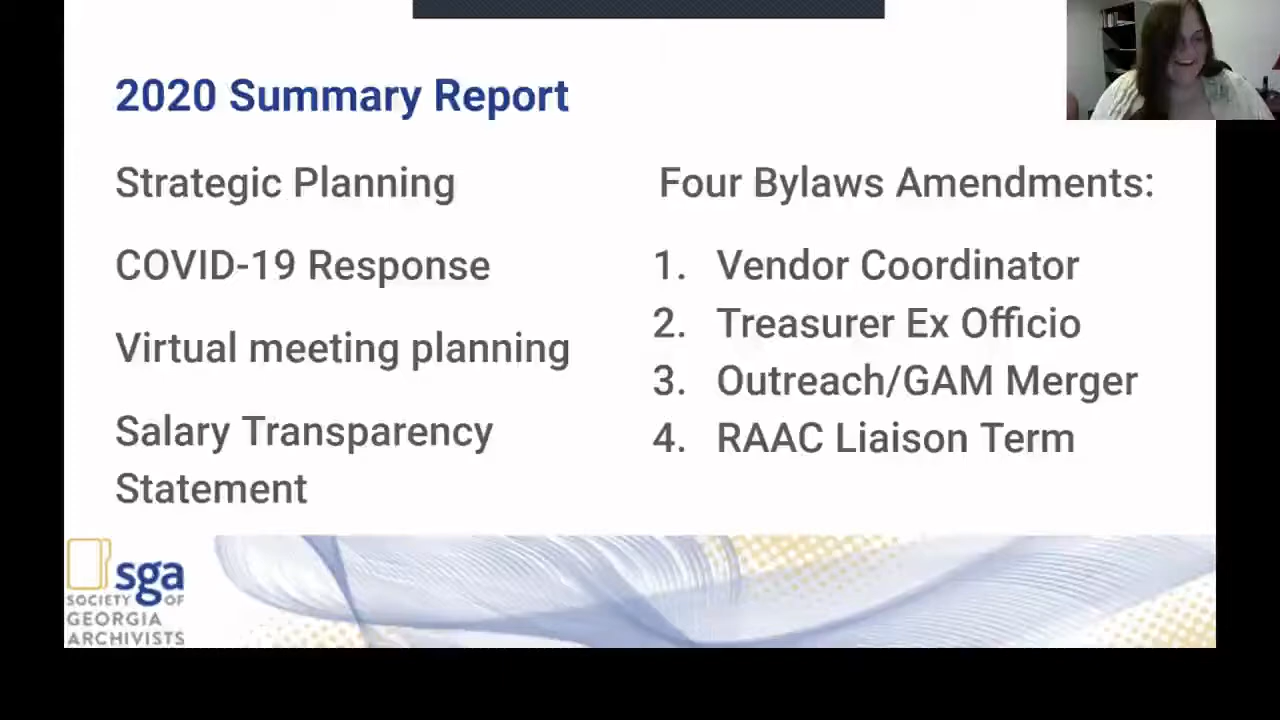 2020 Summary Report
Strategic Planning
COVID-19 Response
Virtual meeting planning
Salary Transparency
Statement
Four Bylaws Amendments:
1. Vendor Coordinator
2. Treasurer Ex Officio
3. Outreach/GAM Merger
4. RAAC Liaison Term
sga
SOCIETY OF
GEORGIA
ARCHIVISTS